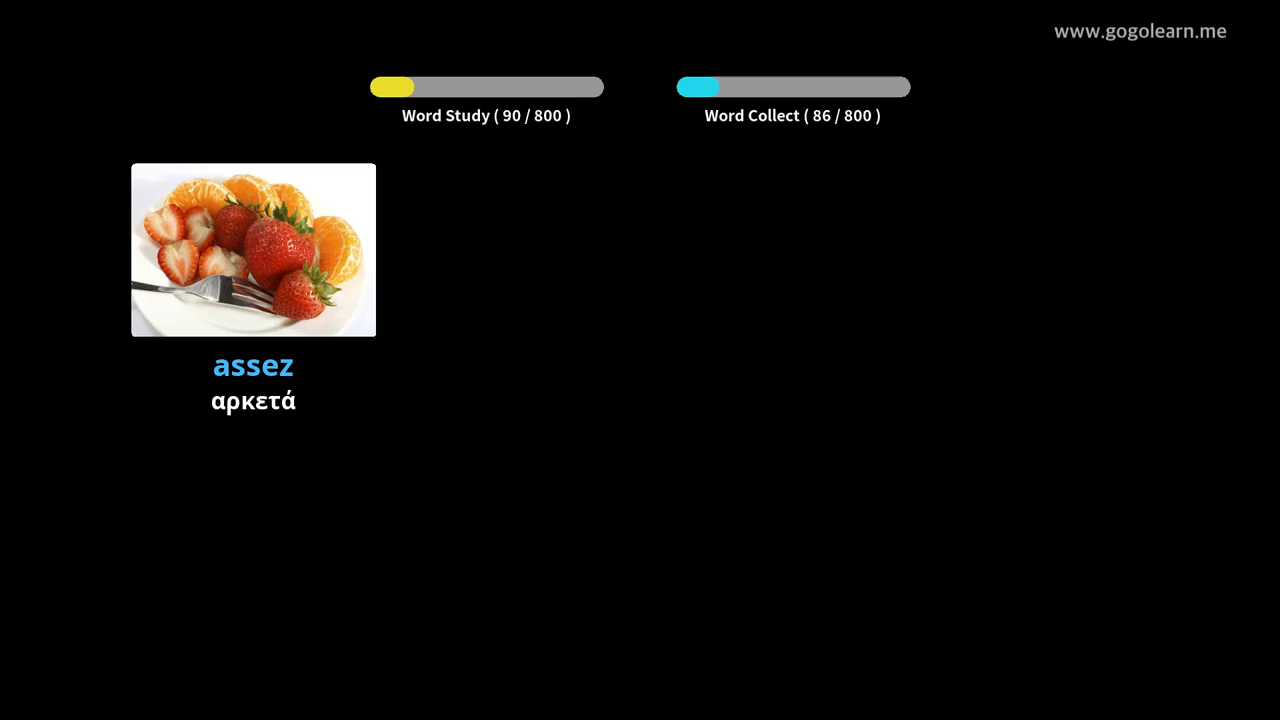 www.gogolearn.me
Word Study ( 90 / 800 )
Word Collect ( 86 / 800 )
assez
αρκετά